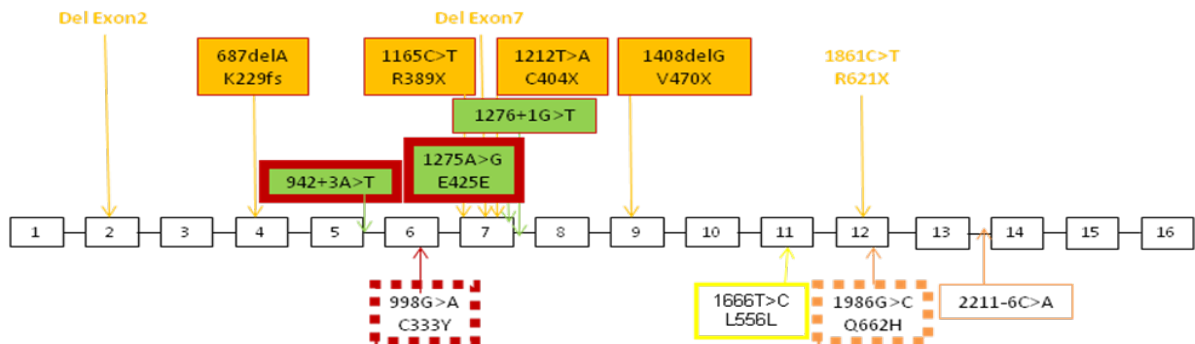 Del Exon2
Del Exon7
687delA
K229fs
1165C>T
R389X
1212T>A
C404X
1408delG
V470X
1861C>T
R621X
1276+1G>T
942+3A>T
1275A>G
E425E
1 2 3 4 5 6 7 8 9 10 11 12 13 14 15 16
998G>A
C333Y
1666T>C
L556L
1986G>C
Q662H
2211-6C>A